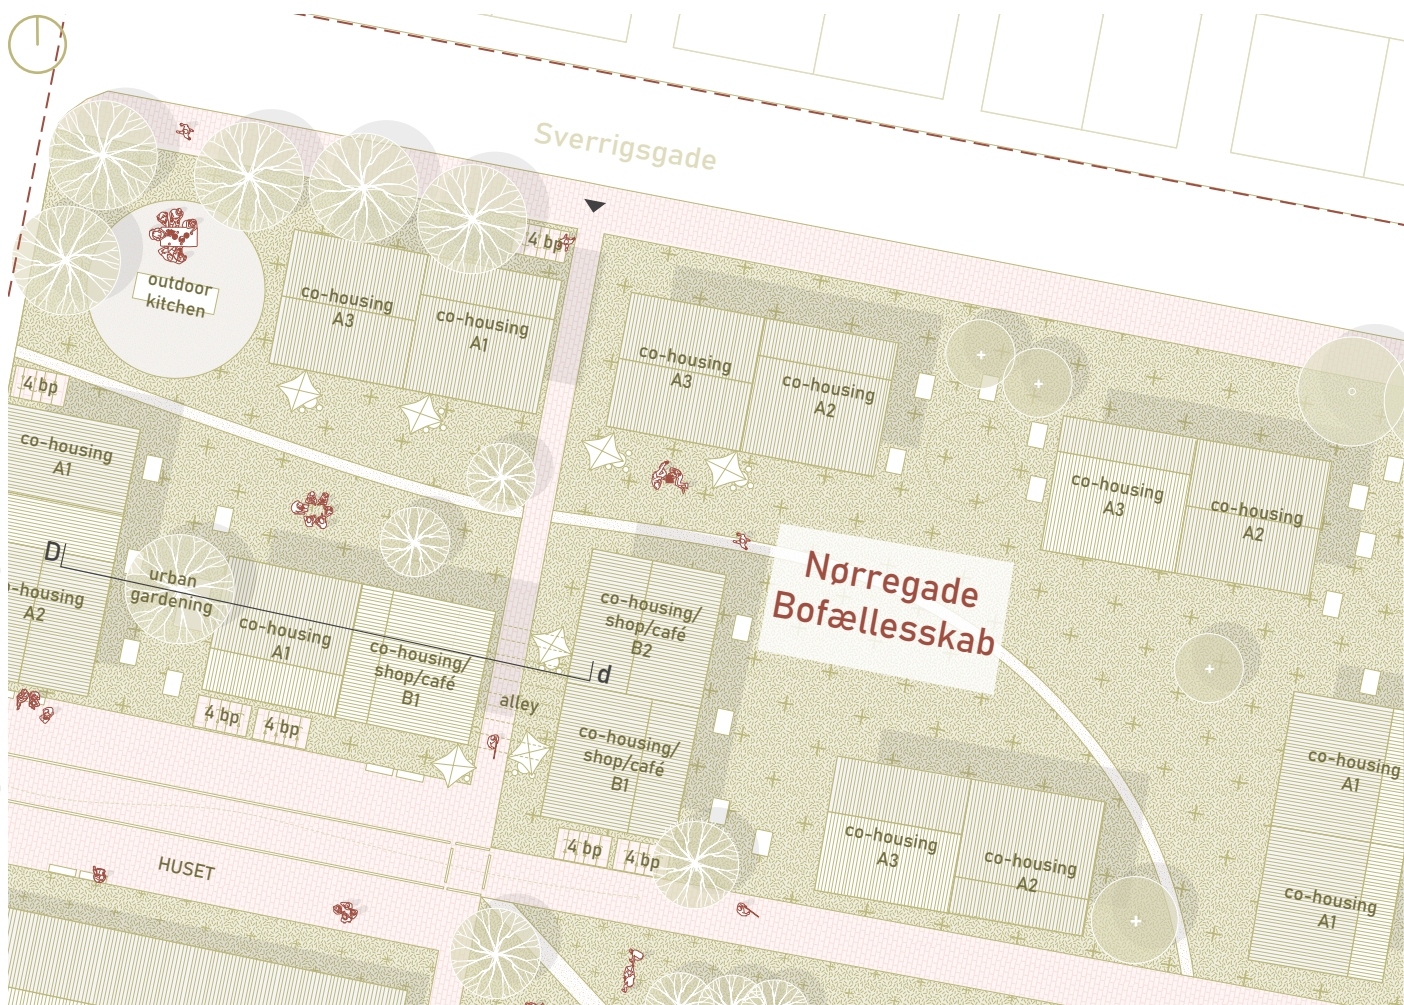 Sverrigsgade
4 bp
outdoor
kitchen
co-housing
A3
co-housing
A1
co-housing
A3
co-housing
A2
4 bp
co-housing
A1
co-housing
A3
co-housing
A2
D
urban
gardening
co-housing
A2
co-housing
A1
co-housing/
shop/café
B1
d
alley
co-housing/
shop/café
B2
Nørregade
Bofællesskab
4 bp
4 bp
co-housing/
shop/café
B1
co-housing
A1
4 bp
4 bp
co-housing
A3
co-housing
A2
co-housing
A1
HUSET